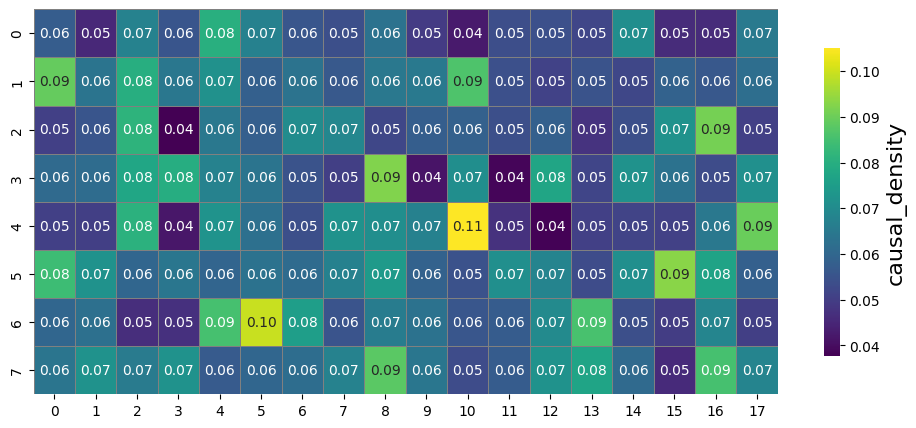 0 0.06 0.05 0.07 0.06 0.08 0.07 0.06 0.05 0.06 0.05 0.04 0.05 0.05 0.05 0.07 0.05 0.05 0.07
1 0.09 0.06 0.08 0.06 0.07 0.06 0.06 0.06 0.06 0.06 0.09 0.05 0.05 0.05 0.05 0.06 0.06 0.06
2 0.05 0.06 0.08 0.04 0.06 0.06 0.07 0.07 0.05 0.06 0.06 0.05 0.06 0.05 0.05 0.07 0.09 0.05
3 0.06 0.06 0.08 0.08 0.07 0.06 0.05 0.05 0.09 0.04 0.07 0.04 0.08 0.05 0.07 0.06 0.05 0.07
4 0.05 0.05 0.08 0.04 0.07 0.06 0.05 0.07 0.07 0.07 0.11 0.05 0.04 0.05 0.05 0.05 0.06 0.09
5 0.08 0.07 0.06 0.06 0.06 0.06 0.07 0.07 0.07 0.06 0.05 0.07 0.07 0.05 0.07 0.09 0.08 0.06
6 0.06 0.06 0.05 0.05 0.09 0.10 0.08 0.06 0.07 0.06 0.06 0.06 0.07 0.09 0.05 0.05 0.07 0.05
7 0.06 0.07 0.07 0.07 0.06 0.06 0.06 0.07 0.09 0.06 0.05 0.06 0.07 0.08 0.06 0.05 0.09 0.07
0 1 2 3 4 5 6 7 8 9 10 11 12 13 14 15 16 17
0.10
0.09
0.08
0.07
0.06
0.05
0.04
causal_density